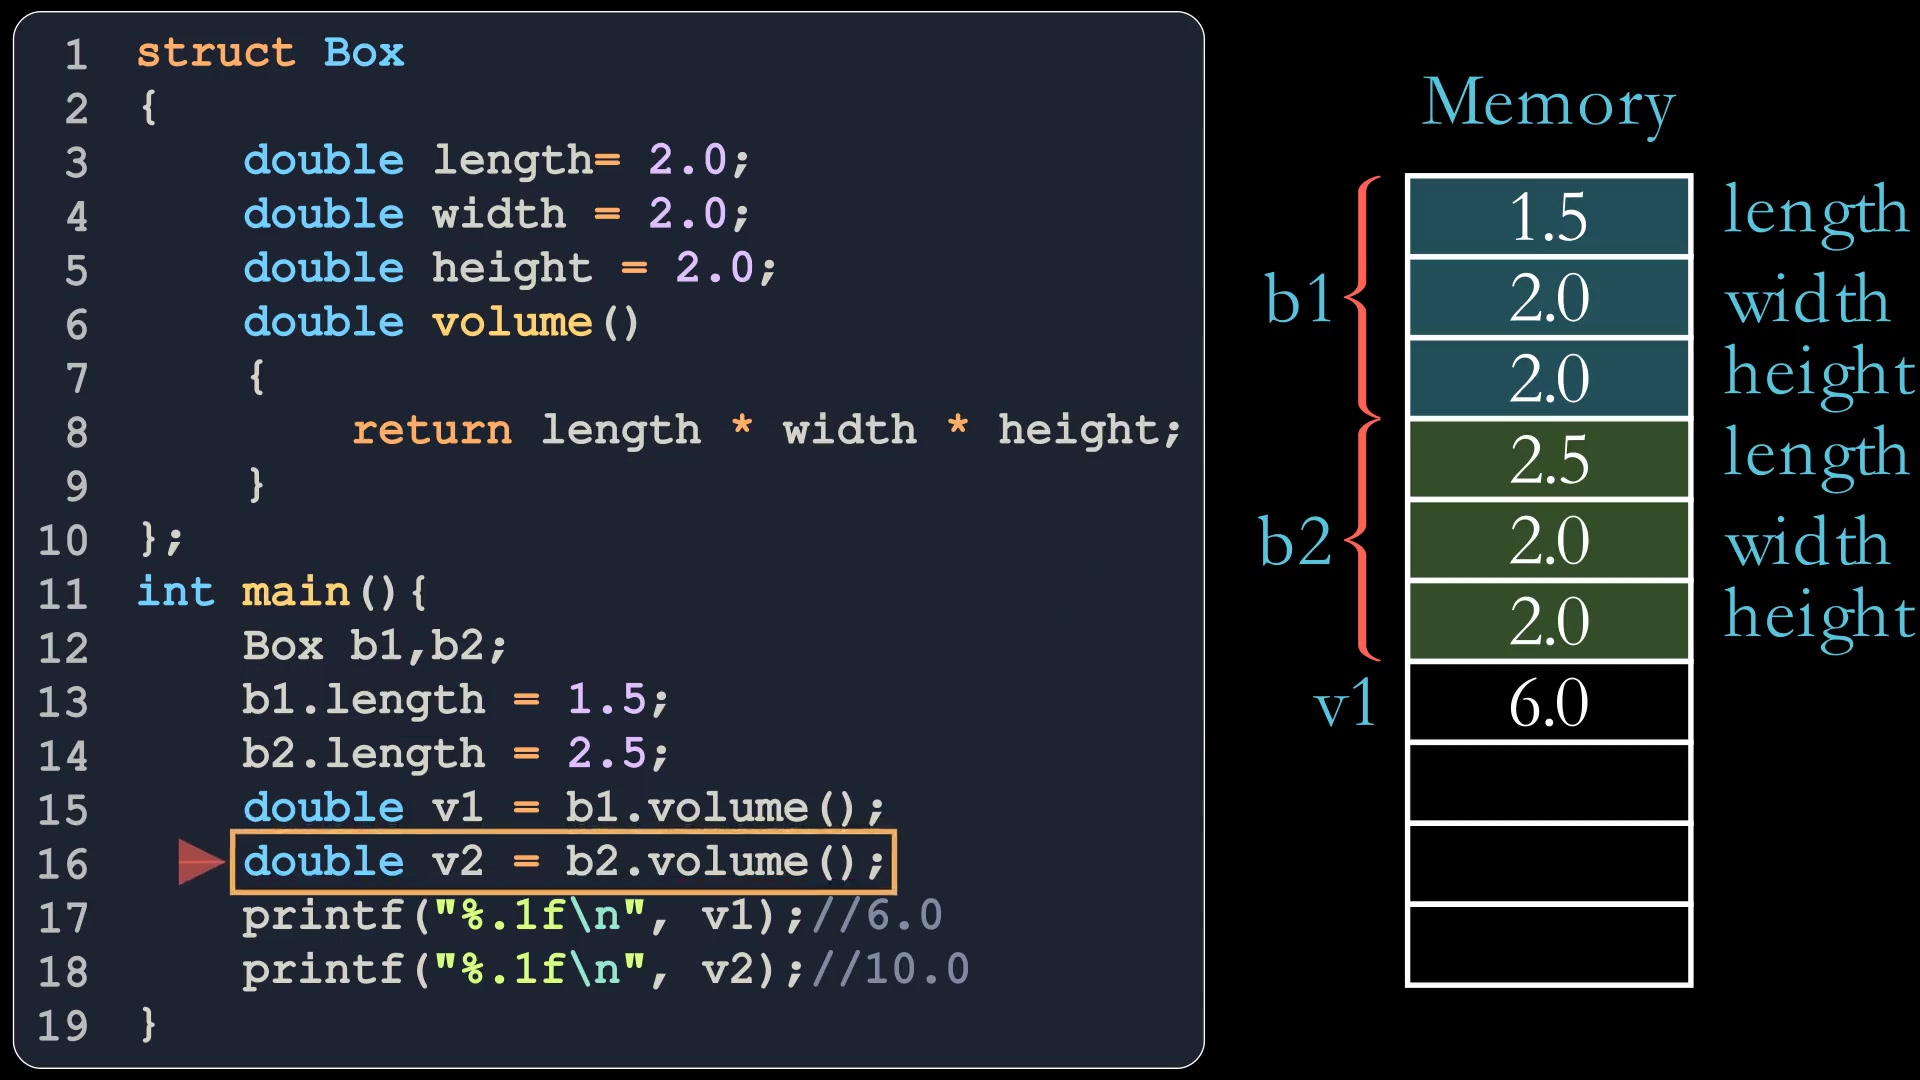 1 struct Box
2 {
3 double length= 2.0;
4 double width = 2.0;
5 double height = 2.0;
6 double volume()
7 {
8 return length * width * height;
9 }
10 };
11 int main(){
12 Box b1,b2;
13 b1.length = 1.5;
14 b2.length = 2.5;
15 double v1 = b1.volume();
16 double v2 = b2.volume();
17 printf("%.1f\n", v1);//6.0
18 printf("%.1f\n", v2);//10.0
19 }
Memory
b1
1.5 length
2.0 width
2.0 height
b2
2.5 length
2.0 width
2.0 height
v1 6.0